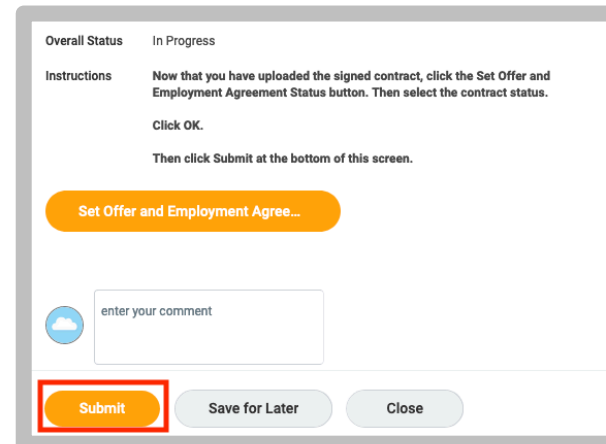 Overall Status In Progress
Instructions Now that you have uploaded the signed contract, click the Set Offer and
Employment Agreement Status button. Then select the contract status.
Click OK.
Then click Submit at the bottom of this screen.
Set Offer and Employment Agree...
enter your comment
Submit Save for Later Close